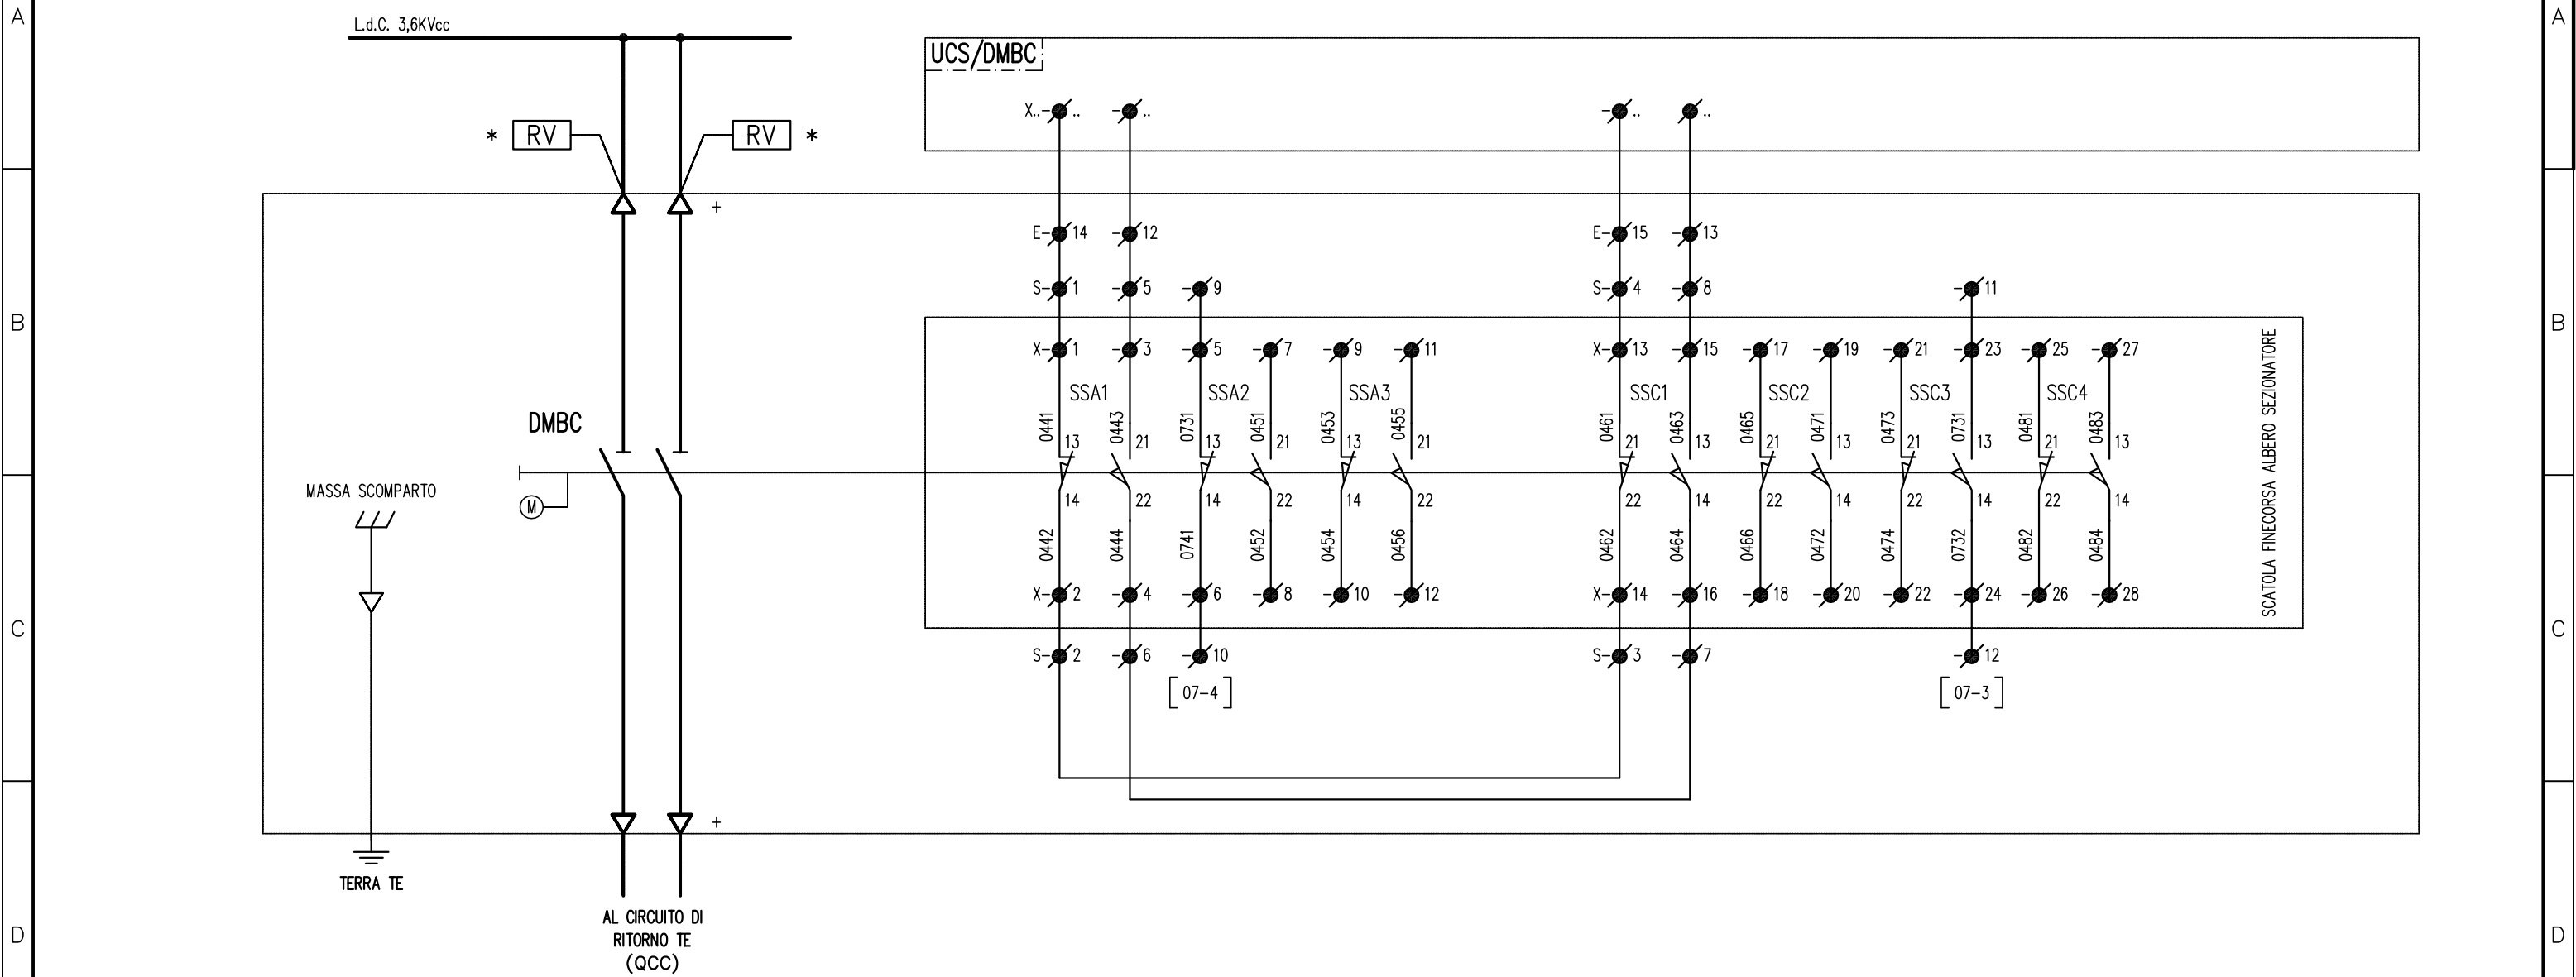 A
A
L.d.C. 3,6KVcc
UCS/DMBC
X..- .. - .. - .. - ..
* RV RV *
+
E- 14 - 12 E- 15 - 13
S- 1 - 5 - 9 S- 4 - 8 - 11
B
B
X- 1 - 3 - 5 - 7 - 9 - 11 X- 13 - 15 - 17 - 19 - 21 - 23 - 25 - 27
SSA1 SSA2 SSA3 SSC1 SSC2 SSC3 SSC4
DMBC
0441 0443 0731 0451 0453 0455 0461 0463 0465 0471 0473 0731 0481 0483
13 21 13 21 13 21 21 13 21 13 21 13 21 13
SCATOLA FINECORSA ALBERO SEZIONATORE
MASSA SCOMPARTO
M
14 22 14 22 14 22 22 14 22 14 22 14 22 14
0442 0444 0741 0452 0454 0456 0462 0464 0466 0472 0474 0732 0482 0484
X- 2 - 4 - 6 - 8 - 10 - 12 X- 14 - 16 - 18 - 20 - 22 - 24 - 26 - 28
C
C
S- 2 - 6 - 10 S- 3 - 7 - 12
[07-4] [07-3]
+
TERRA TE
AL CIRCUITO DI
RITORNO TE
(QCC)
D
D